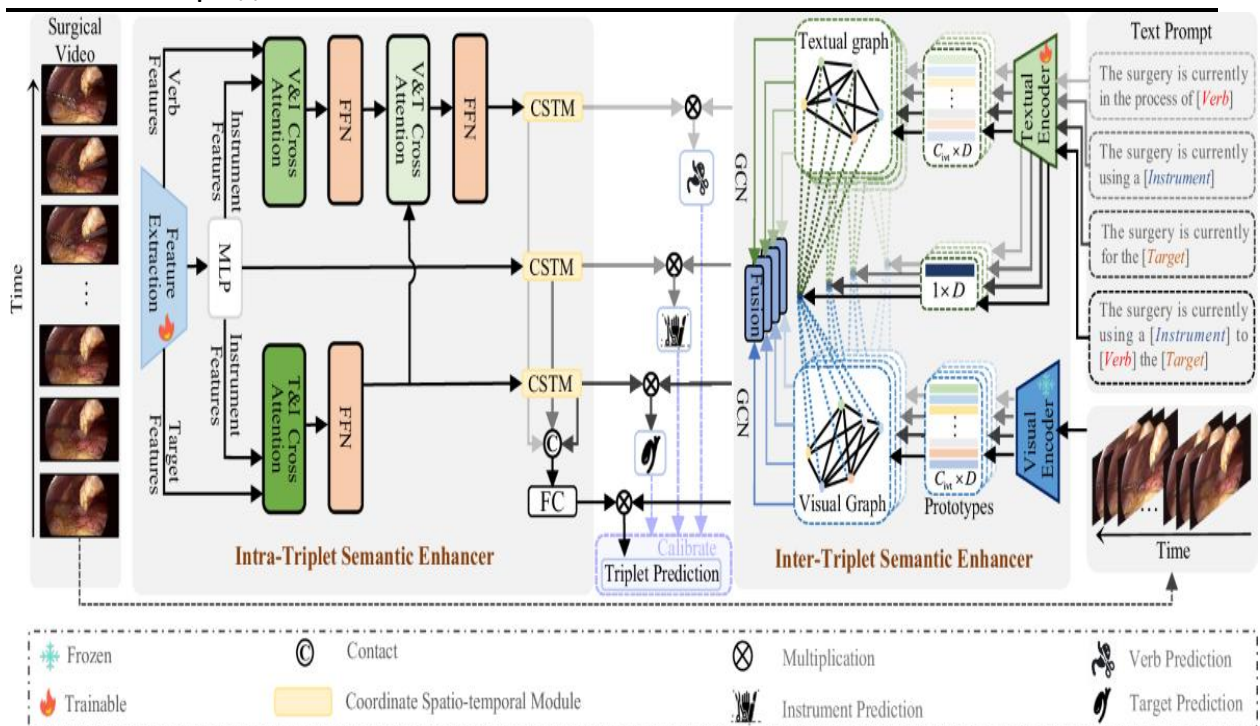 Surgical
Video
Time
...
Feature
Extraction
Verb
Features
Instrument
Features
MLP
Instrument
Features
Target
Features
V&I Cross
Attention
FFN
V&T Cross
Attention
FFN
T&I Cross
Attention
FFN
CSTM
CSTM
CSTM
C
FC
Intra-Triplet Semantic Enhancer
Calibrate
Triplet Prediction
GCN
GCN
Fusion
Textual graph
Visual Graph
C_ivt × D
1 × D
C_ivt × D
Prototypes
Textual
Encoder
Visual
Encoder
Inter-Triplet Semantic Enhancer
Text Prompt
The surgery is currently
in the process of [Verb]
The surgery is currently
using a [Instrument]
The surgery is currently
for the [Target]
The surgery is currently
using a [Instrument] to
[Verb] the [Target]
...
Time
Frozen
Trainable
C Contact
Coordinate Spatio-temporal Module
Multiplication
Instrument Prediction
Verb Prediction
Target Prediction